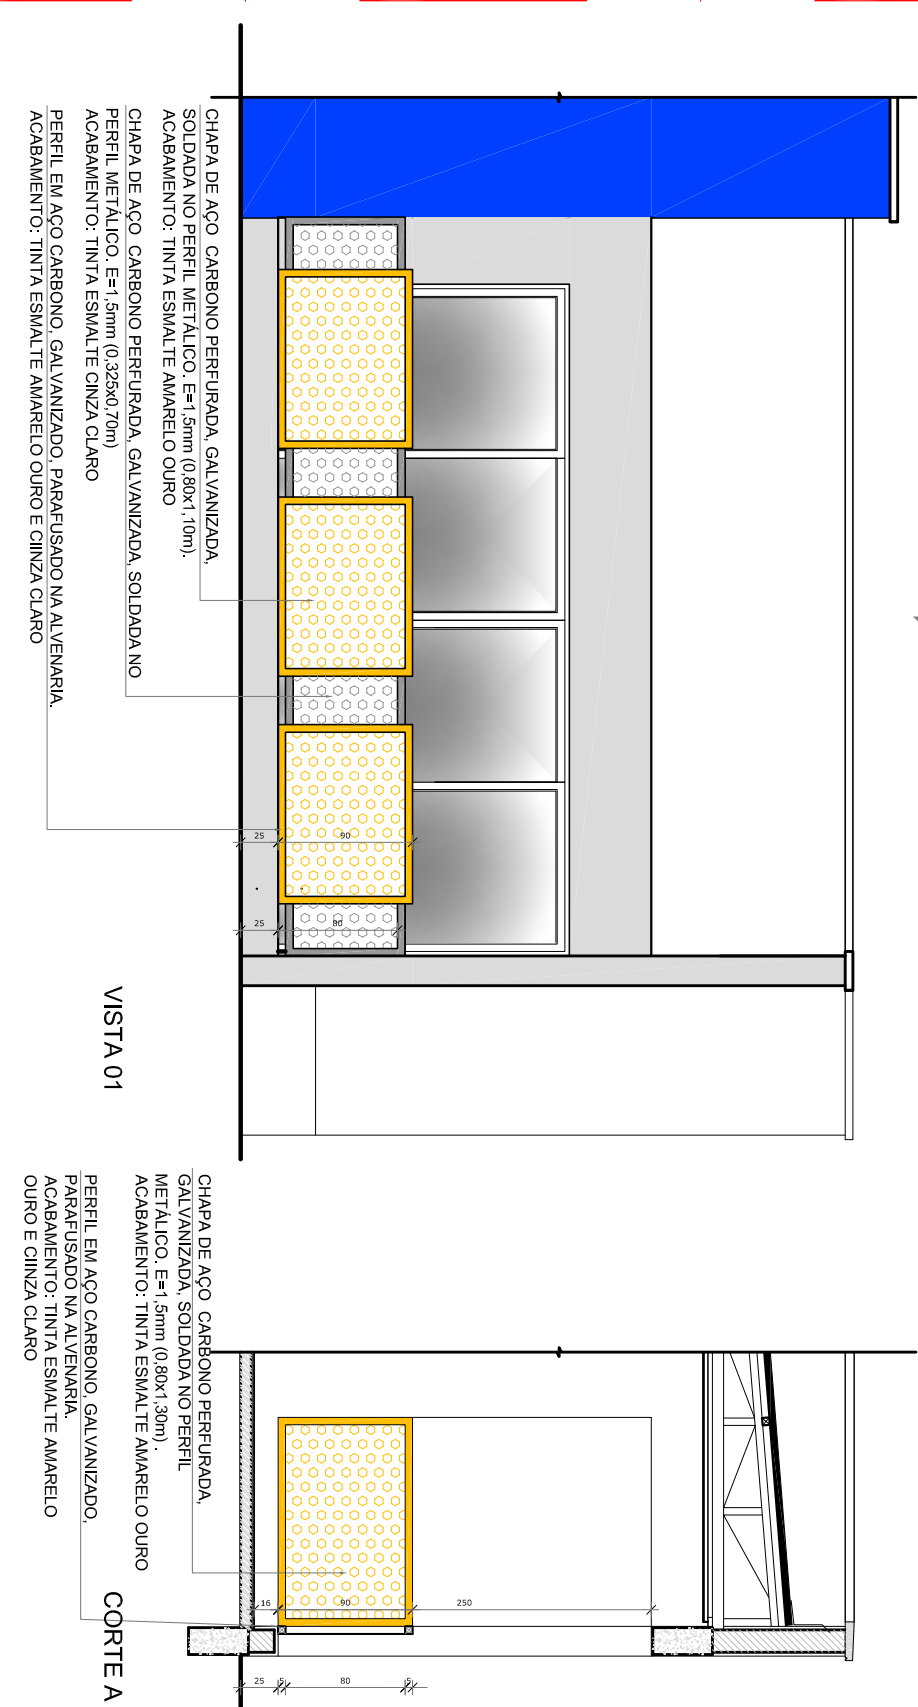 CHAPA DE AÇO CARBONO PERFURADA, GALVANIZADA,
SOLDADA NO PERFIL METÁLICO. E=1,5mm (0,80x1,10m).
ACABAMENTO: TINTA ESMALTE AMARELO OURO
CHAPA DE AÇO CARBONO PERFURADA, GALVANIZADA, SOLDADA NO
PERFIL METÁLICO. E=1,5mm (0,325x0,70m)
ACABAMENTO: TINTA ESMALTE CINZA CLARO
PERFIL EM AÇO CARBONO, GALVANIZADO, PARAFUSADO NA ALVENARIA.
ACABAMENTO: TINTA ESMALTE AMARELO OURO E CIINZA CLARO
25
90
25
80
VISTA 01
CHAPA DE AÇO CARBONO PERFURADA,
GALVANIZADA, SOLDADA NO PERFIL
METÁLICO. E=1,5mm (0,80x1,30m) .
ACABAMENTO: TINTA ESMALTE AMARELO OURO
PERFIL EM AÇO CARBONO, GALVANIZADO,
PARAFUSADO NA ALVENARIA.
ACABAMENTO: TINTA ESMALTE AMARELO
OURO E CIINZA CLARO
16
90
250
25
5
80
5
CORTE A